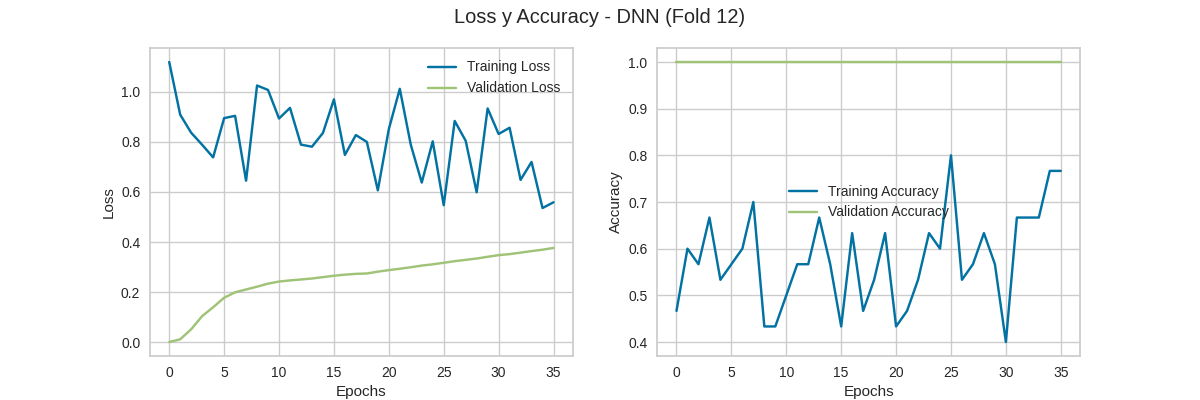 Loss y Accuracy - DNN (Fold 12)
Training Loss
Validation Loss
1.0
0.8
0.6
0.4
0.2
0.0
Loss
0 5 10 15 20 25 30 35
Epochs
Training Accuracy
Validation Accuracy
1.0
0.9
0.8
0.7
0.6
0.5
0.4
Accuracy
0 5 10 15 20 25 30 35
Epochs